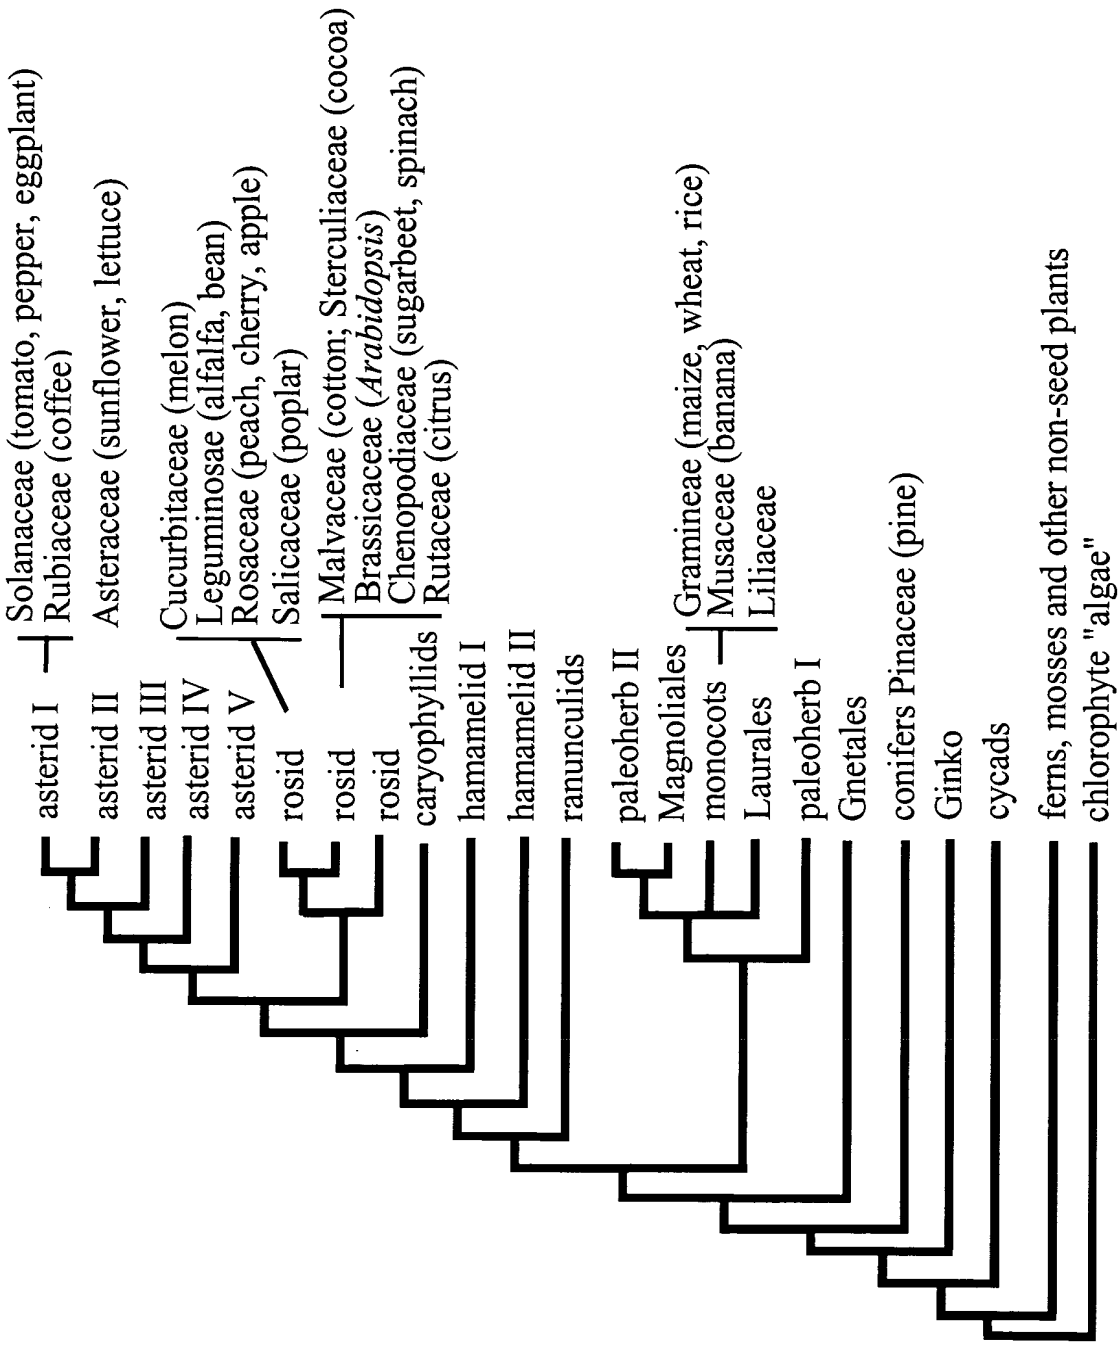 asterid I
Solanaceae (tomato, pepper, eggplant)
Rubiaceae (coffee)
asterid II
Asteraceae (sunflower, lettuce)
asterid III
asterid IV
asterid V
rosid
Cucurbitaceae (melon)
Leguminosae (alfalfa, bean)
Rosaceae (peach, cherry, apple)
Salicaceae (poplar)
rosid
Malvaceae (cotton; Sterculiaceae (cocoa)
Brassicaceae (Arabidopsis)
Chenopodiaceae (sugarbeet, spinach)
Rutaceae (citrus)
rosid
caryophyllids
hamamelid I
hamamelid II
ranunculids
paleoherb II
Magnoliales
monocots
Gramineae (maize, wheat, rice)
Musaceae (banana)
Liliaceae
Laurales
paleoherb I
Gnetales
conifers Pinaceae (pine)
Ginko
cycads
ferns, mosses and other non-seed plants
chlorophyte "algae"